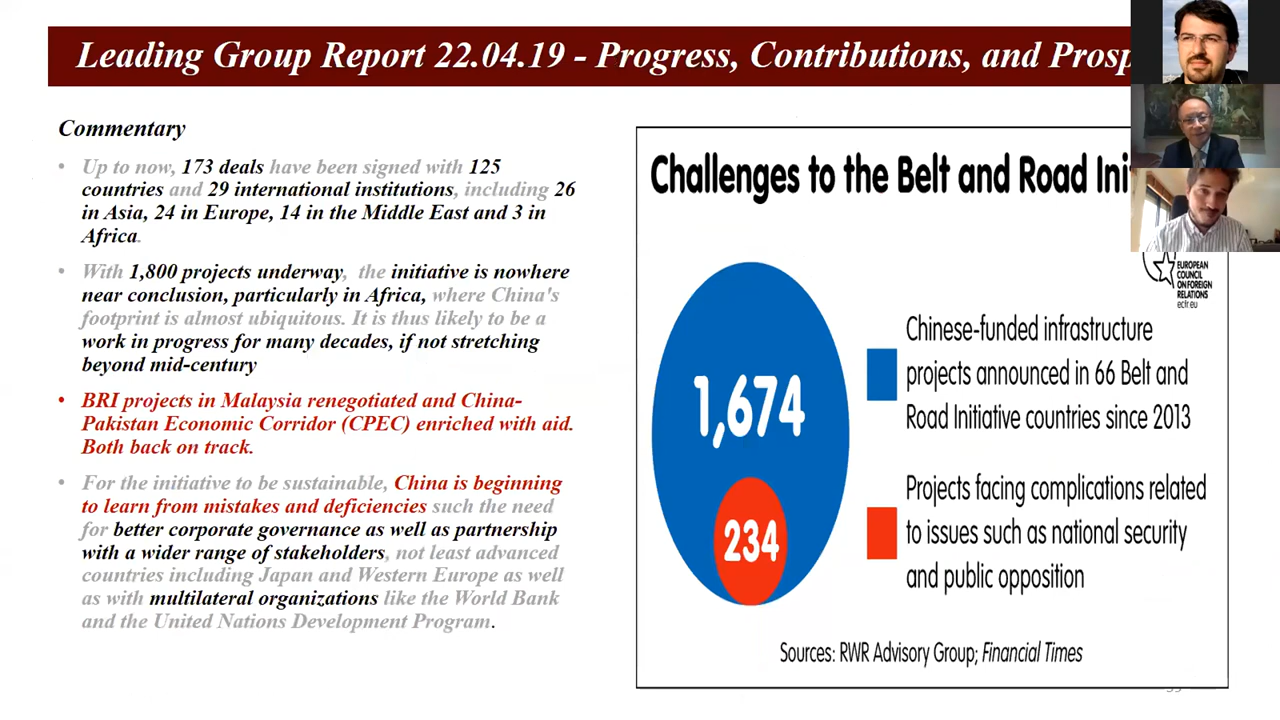 Leading Group Report 22.04.19 - Progress, Contributions, and Prosp
Commentary
• Up to now, 173 deals have been signed with 125
countries and 29 international institutions, including 26
in Asia, 24 in Europe, 14 in the Middle East and 3 in
Africa.
• With 1,800 projects underway, the initiative is nowhere
near conclusion, particularly in Africa, where China's
footprint is almost ubiquitous. It is thus likely to be a
work in progress for many decades, if not stretching
beyond mid-century
• BRI projects in Malaysia renegotiated and China-
Pakistan Economic Corridor (CPEC) enriched with aid.
Both back on track.
• For the initiative to be sustainable, China is beginning
to learn from mistakes and deficiencies such the need
for better corporate governance as well as partnership
with a wider range of stakeholders, not least advanced
countries including Japan and Western Europe as well
as with multilateral organizations like the World Bank
and the United Nations Development Program.
Challenges to the Belt and Road Ini
EUROPEAN
COUNCIL
ON FOREIGN
RELATIONS
ecfr.eu
1,674
Chinese-funded infrastructure
projects announced in 66 Belt and
Road Initiative countries since 2013
234
Projects facing complications related
to issues such as national security
and public opposition
Sources: RWR Advisory Group; Financial Times